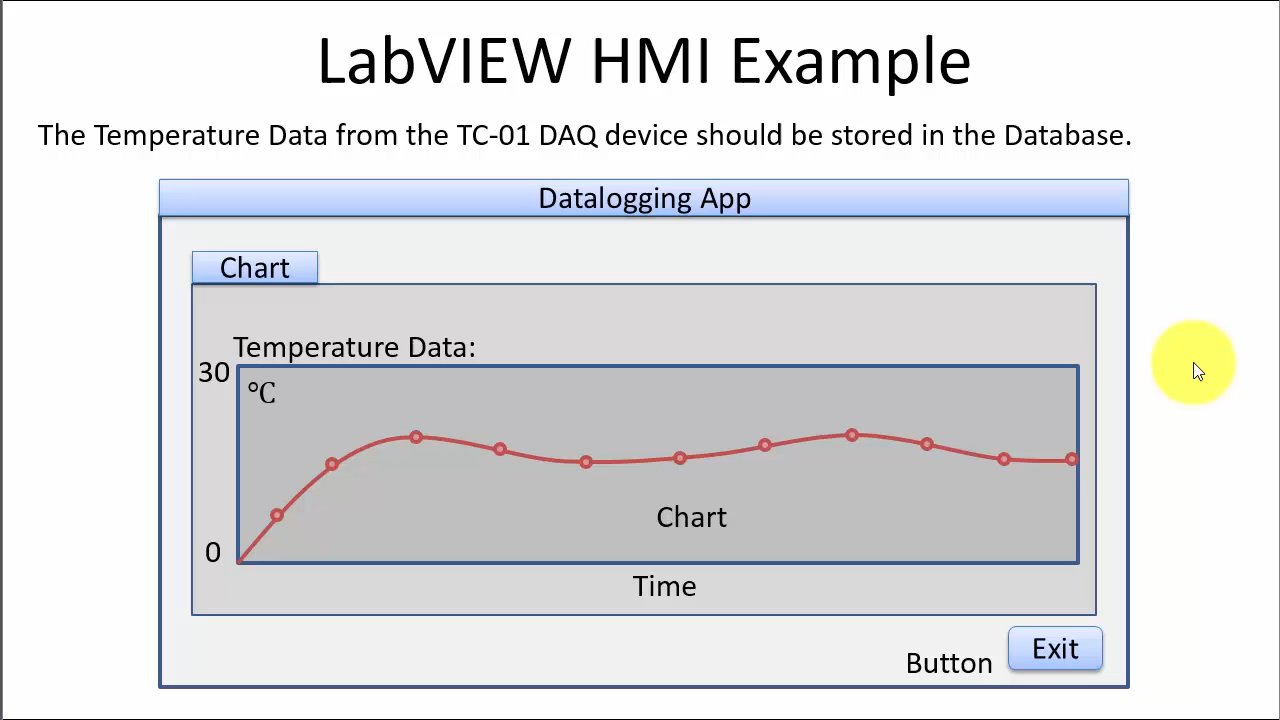 LabVIEW HMI Example
The Temperature Data from the TC-01 DAQ device should be stored in the Database.
Datalogging App
Chart
Temperature Data:
30
°C
Chart
0
Time
Button
Exit